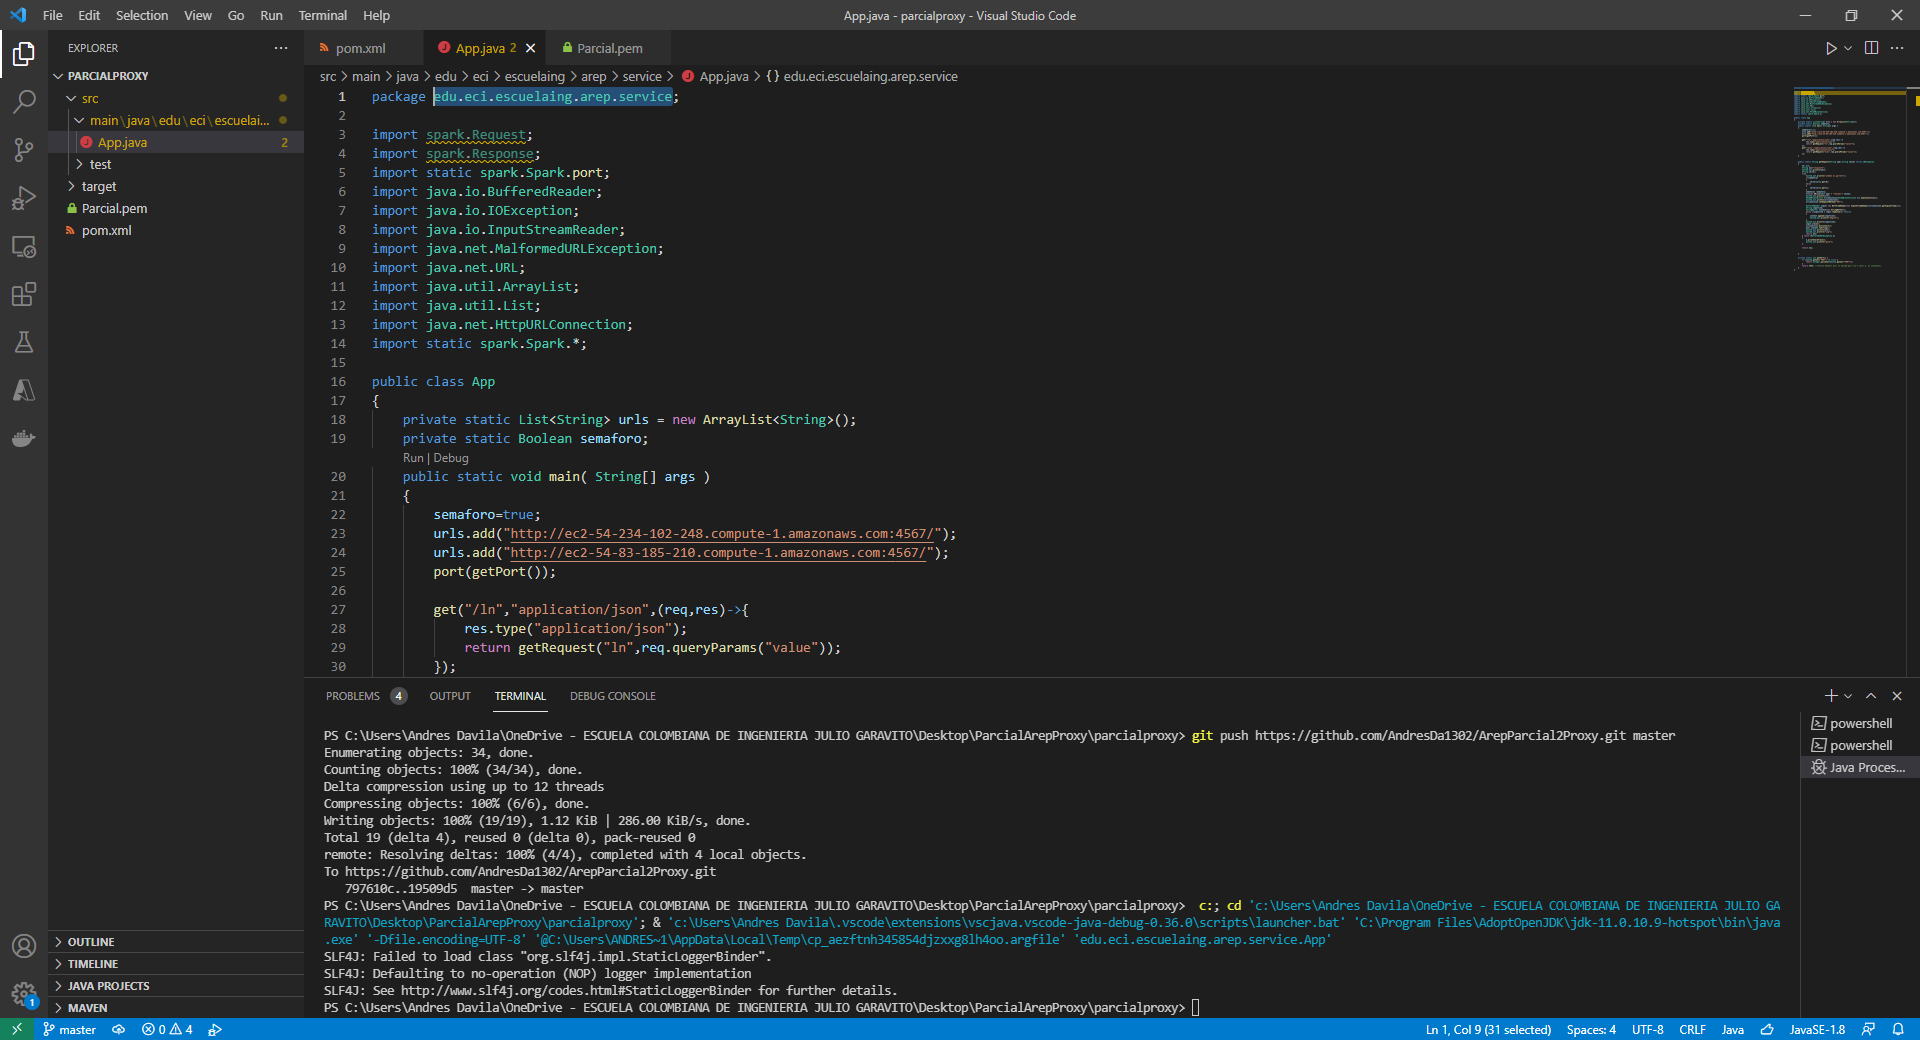 File Edit Selection View Go Run Terminal Help
App.java - parcialproxy - Visual Studio Code
EXPLORER
PARCIALPROXY
src
main\java\edu\eci\escuelai...
App.java 2
test
target
Parcial.pem
pom.xml
OUTLINE
TIMELINE
JAVA PROJECTS
MAVEN
1
pom.xml
App.java 2
Parcial.pem
src > main > java > edu > eci > escuelaing > arep > service > App.java > {} edu.eci.escuelaing.arep.service
1 package edu.eci.escuelaing.arep.service;
2
3 import spark.Request;
4 import spark.Response;
5 import static spark.Spark.port;
6 import java.io.BufferedReader;
7 import java.io.IOException;
8 import java.io.InputStreamReader;
9 import java.net.MalformedURLException;
10 import java.net.URL;
11 import java.util.ArrayList;
12 import java.util.List;
13 import java.net.HttpURLConnection;
14 import static spark.Spark.*;
15
16 public class App
17 {
18 private static List<String> urls = new ArrayList<String>();
19 private static Boolean semaforo;
Run | Debug
20 public static void main( String[] args )
21 {
22 semaforo=true;
23 urls.add("http://ec2-54-234-102-248.compute-1.amazonaws.com:4567/");
24 urls.add("http://ec2-54-83-185-210.compute-1.amazonaws.com:4567/");
25 port(getPort());
26
27 get("/ln","application/json",(req,res)->{
28 res.type("application/json");
29 return getRequest("ln",req.queryParams("value"));
30 });
PROBLEMS 4 OUTPUT TERMINAL DEBUG CONSOLE
PS C:\Users\Andres Davila\OneDrive - ESCUELA COLOMBIANA DE INGENIERIA JULIO GARAVITO\Desktop\ParcialArepProxy\parcialproxy> git push https://github.com/AndresDa1302/ArepParcial2Proxy.git master
Enumerating objects: 34, done.
Counting objects: 100% (34/34), done.
Delta compression using up to 12 threads
Compressing objects: 100% (6/6), done.
Writing objects: 100% (19/19), 1.12 KiB | 286.00 KiB/s, done.
Total 19 (delta 4), reused 0 (delta 0), pack-reused 0
remote: Resolving deltas: 100% (4/4), completed with 4 local objects.
To https://github.com/AndresDa1302/ArepParcial2Proxy.git
797610c..19509d5 master -> master
PS C:\Users\Andres Davila\OneDrive - ESCUELA COLOMBIANA DE INGENIERIA JULIO GARAVITO\Desktop\ParcialArepProxy\parcialproxy> c:; cd 'c:\Users\Andres Davila\OneDrive - ESCUELA COLOMBIANA DE INGENIERIA JULIO GA
RAVITO\Desktop\ParcialArepProxy\parcialproxy'; & 'c:\Users\Andres Davila\.vscode\extensions\vscjava.vscode-java-debug-0.36.0\scripts\launcher.bat' 'C:\Program Files\AdoptOpenJDK\jdk-11.0.10.9-hotspot\bin\java
.exe' '-Dfile.encoding=UTF-8' '@C:\Users\ANDRES~1\AppData\Local\Temp\cp_aezftnh345854djzxxg8lh4oo.argfile' 'edu.eci.escuelaing.arep.service.App'
SLF4J: Failed to load class "org.slf4j.impl.StaticLoggerBinder".
SLF4J: Defaulting to no-operation (NOP) logger implementation
SLF4J: See http://www.slf4j.org/codes.html#StaticLoggerBinder for further details.
PS C:\Users\Andres Davila\OneDrive - ESCUELA COLOMBIANA DE INGENIERIA JULIO GARAVITO\Desktop\ParcialArepProxy\parcialproxy>
powershell
powershell
Java Proces...
master 0 4
Ln 1, Col 9 (31 selected) Spaces: 4 UTF-8 CRLF Java JavaSE-1.8